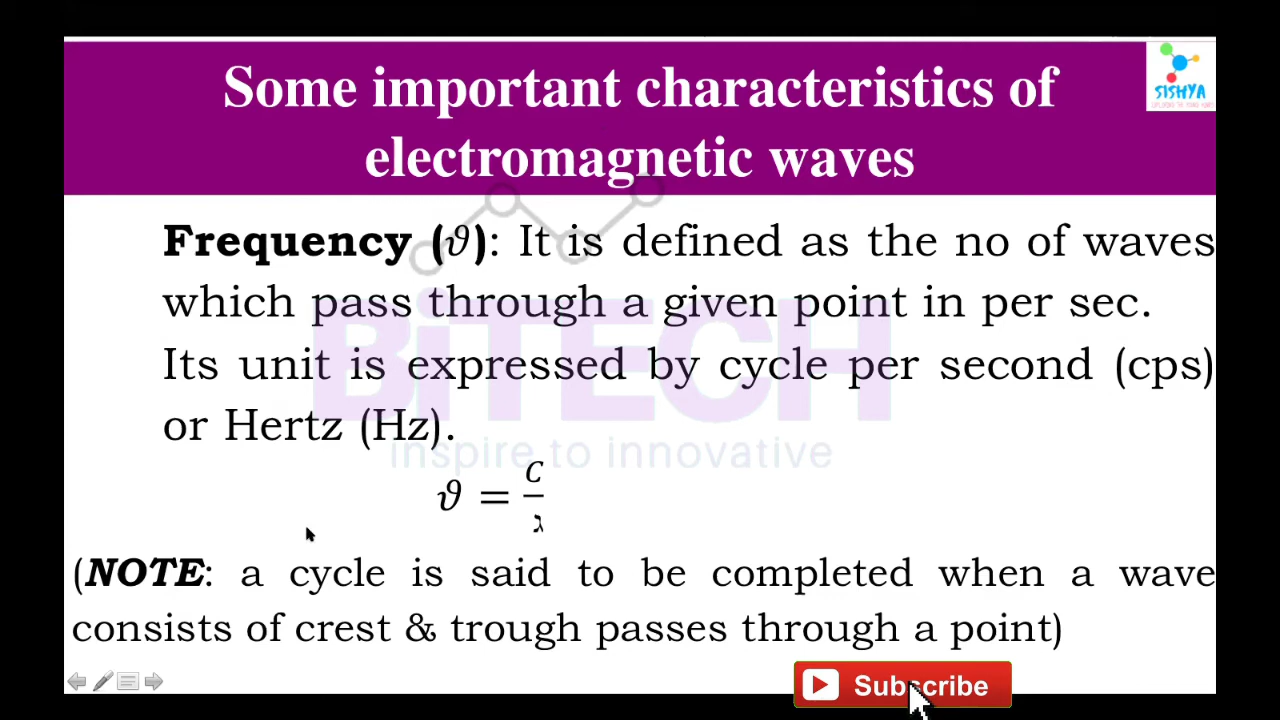 Some important characteristics of
electromagnetic waves
SISHYA
Frequency (𝜗): It is defined as the no of waves
which pass through a given point in per sec.
Its unit is expressed by cycle per second (cps)
or Hertz (Hz).
BiTECH
inspire to innovative
𝜗 = C/ℷ
(NOTE: a cycle is said to be completed when a wave
consists of crest & trough passes through a point)
Subscribe